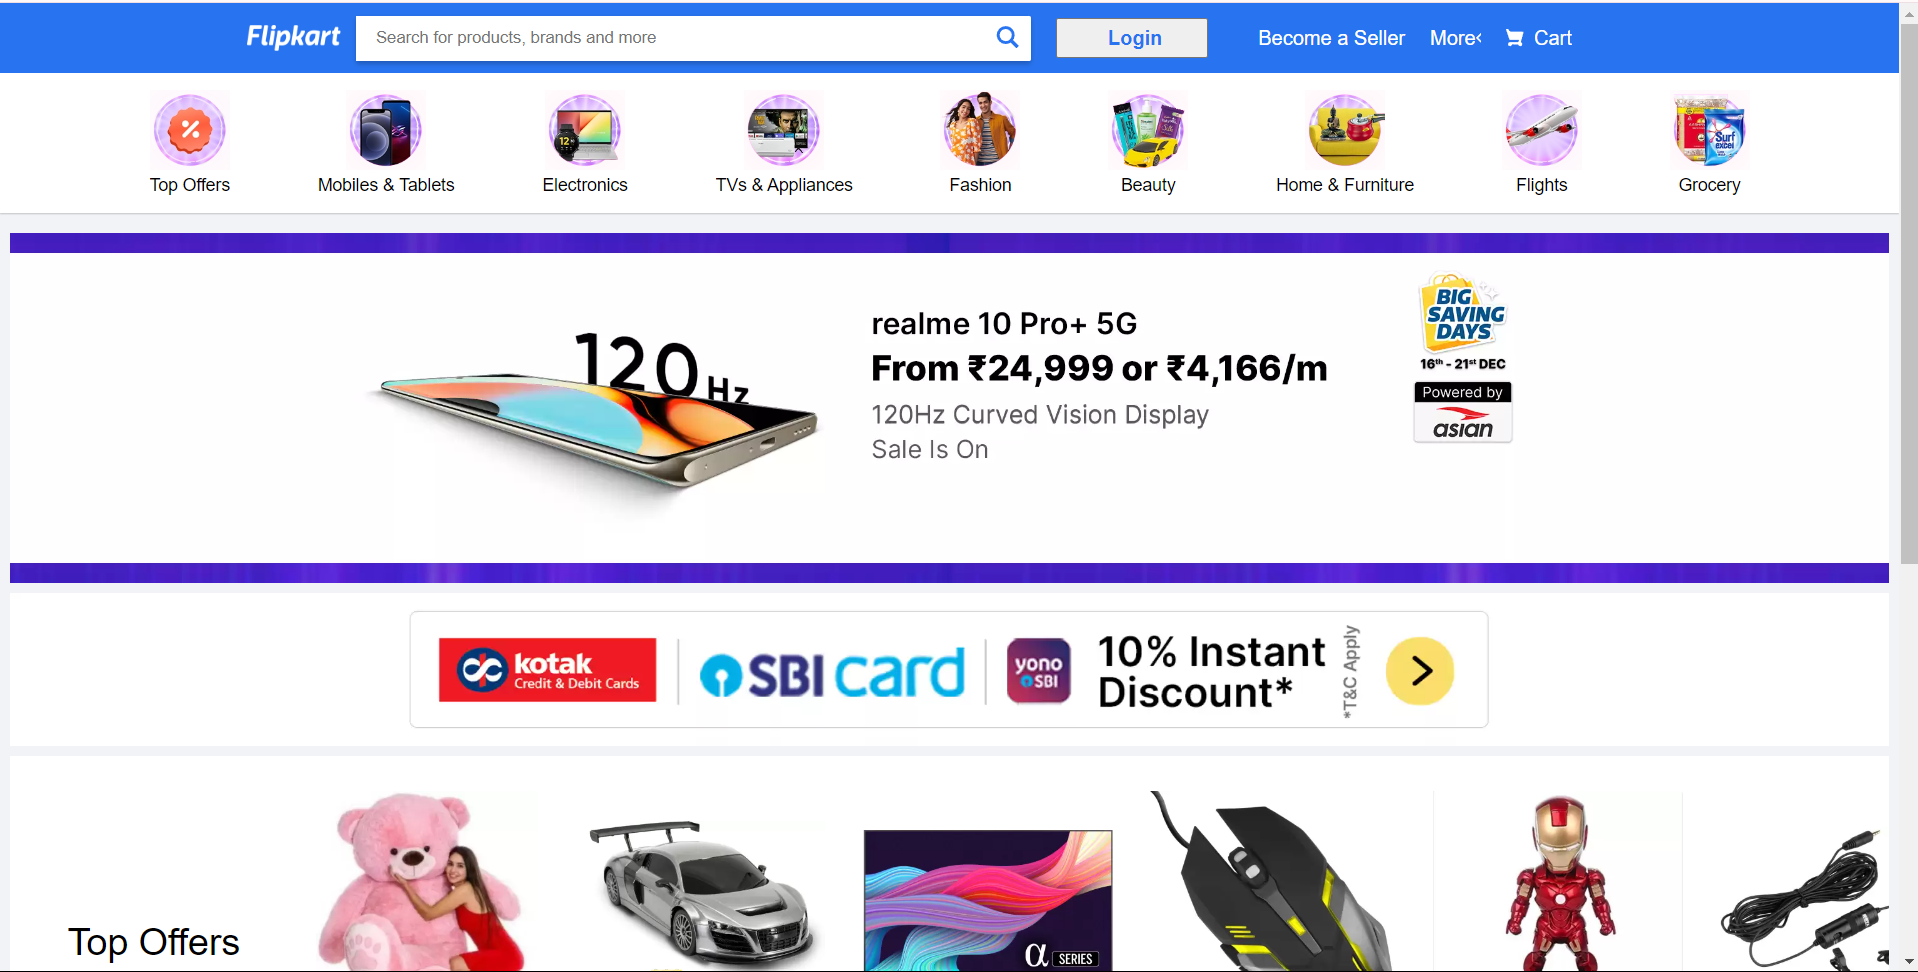 Flipkart
Search for products, brands and more
Login
Become a Seller
More
Cart
Top Offers
Mobiles & Tablets
Electronics
TVs & Appliances
Fashion
Beauty
Home & Furniture
Flights
Grocery
Surf
excel
12
120Hz
realme 10 Pro+ 5G
From ₹24,999 or ₹4,166/m
120Hz Curved Vision Display
Sale Is On
BIG
SAVING
DAYS
16th - 21st DEC
Powered by
asian
kotak
Credit & Debit Cards
SBI card
yono
SBI
10% Instant
Discount*
*T&C Apply
Top Offers
α SERIES